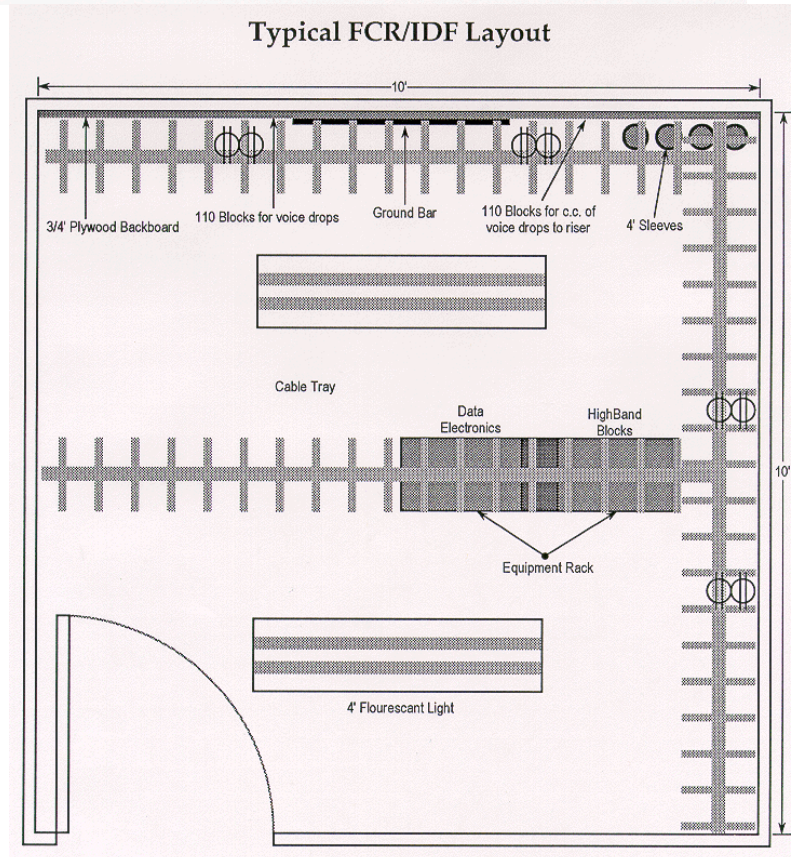 Typical FCR/IDF Layout
10'
3/4' Plywood Backboard
110 Blocks for voice drops
Ground Bar
110 Blocks for c.c. of
voice drops to riser
4' Sleeves
Cable Tray
Data
Electronics
HighBand
Blocks
10'
Equipment Rack
4' Flourescant Light